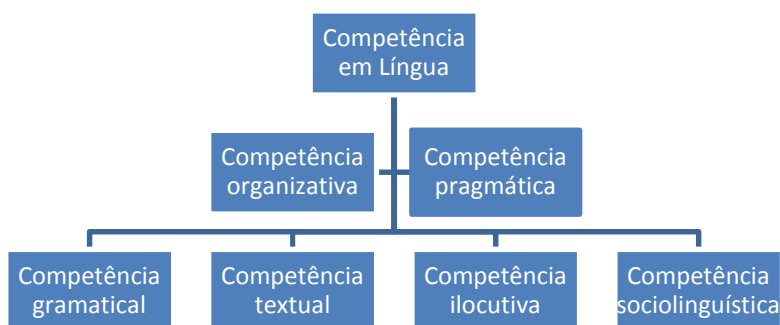 Competência
em Língua
Competência
organizativa
Competência
pragmática
Competência
gramatical
Competência
textual
Competência
ilocutiva
Competência
sociolinguística